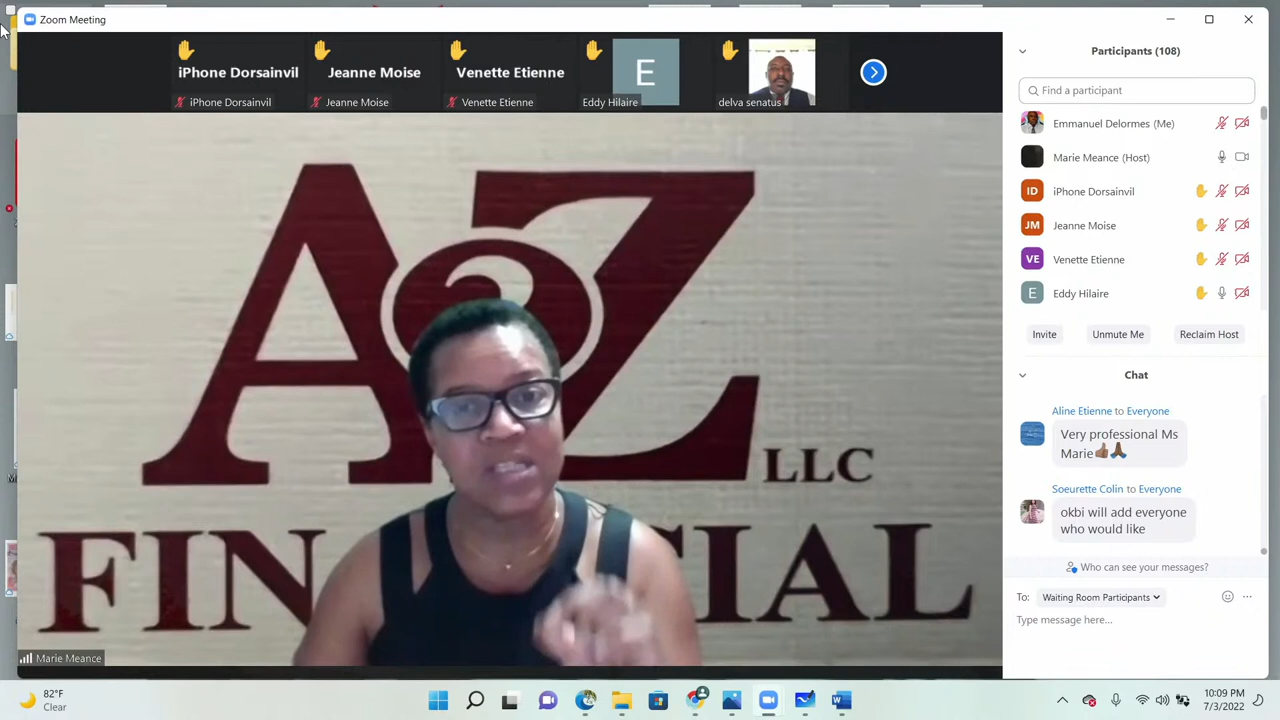 Zoom Meeting
iPhone Dorsainvil
Jeanne Moise
Venette Etienne
E
iPhone Dorsainvil
Jeanne Moise
Venette Etienne
Eddy Hilaire
delva senatus
AZ
LLC
FIN CIAL
Marie Meance
Participants (108)
Find a participant
Emmanuel Delormes (Me)
Marie Meance (Host)
ID iPhone Dorsainvil
JM Jeanne Moise
VE Venette Etienne
E Eddy Hilaire
Invite Unmute Me Reclaim Host
Chat
Aline Etienne to Everyone
Very professional Ms
Marie👍🏾🙏🏾
Soeurette Colin to Everyone
okbi will add everyone
who would like
Who can see your messages?
To: Waiting Room Participants
Type message here...
82°F
Clear
10:09 PM
7/3/2022